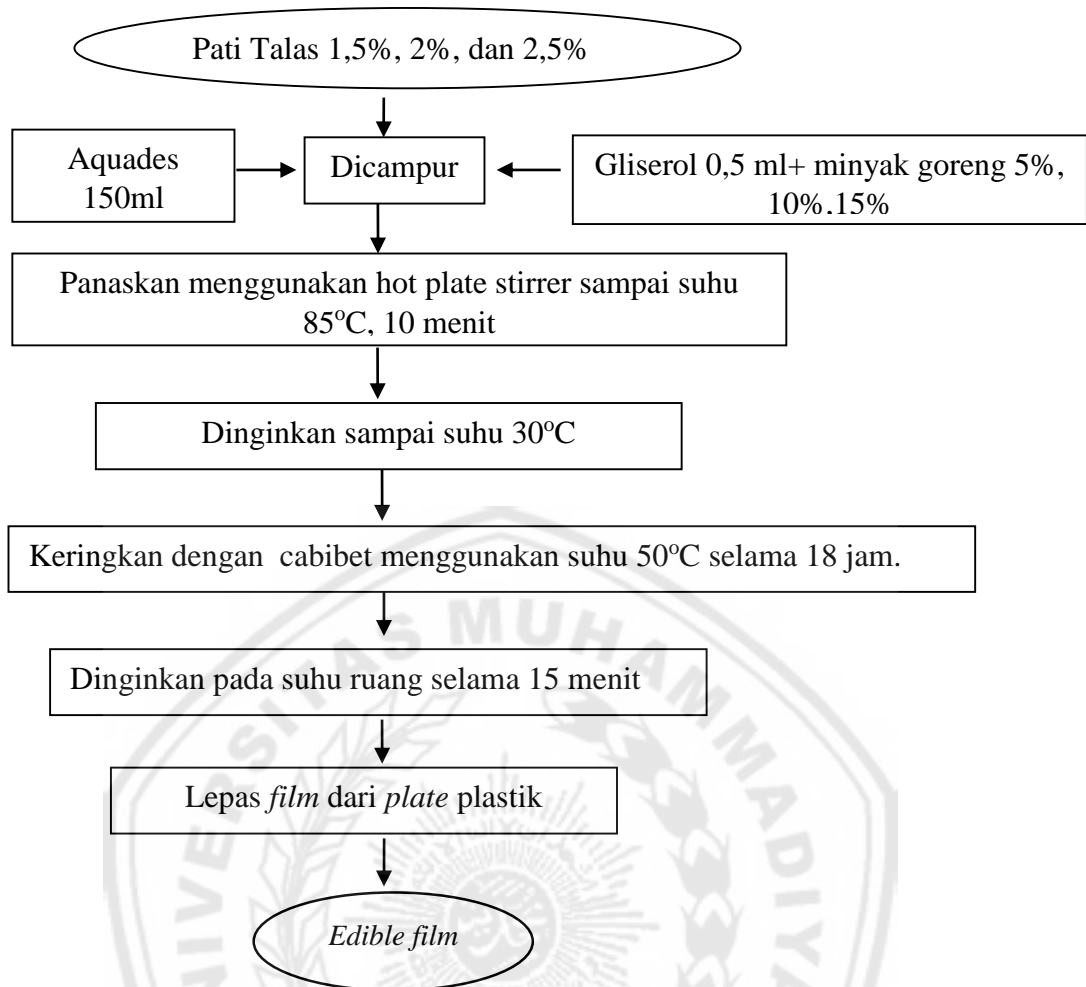 Pati Talas 1,5%, 2%, dan 2,5%
Aquades
150ml
Dicampur
Gliserol 0,5 ml+ minyak goreng 5%,
10%.15%
Panaskan menggunakan hot plate stirrer sampai suhu
85°C, 10 menit
Dinginkan sampai suhu 30°C
Keringkan dengan cabibet menggunakan suhu 50°C selama 18 jam.
Dinginkan pada suhu ruang selama 15 menit
Lepas film dari plate plastik
Edible film
NIVERSITAS MUHAMMADIYA